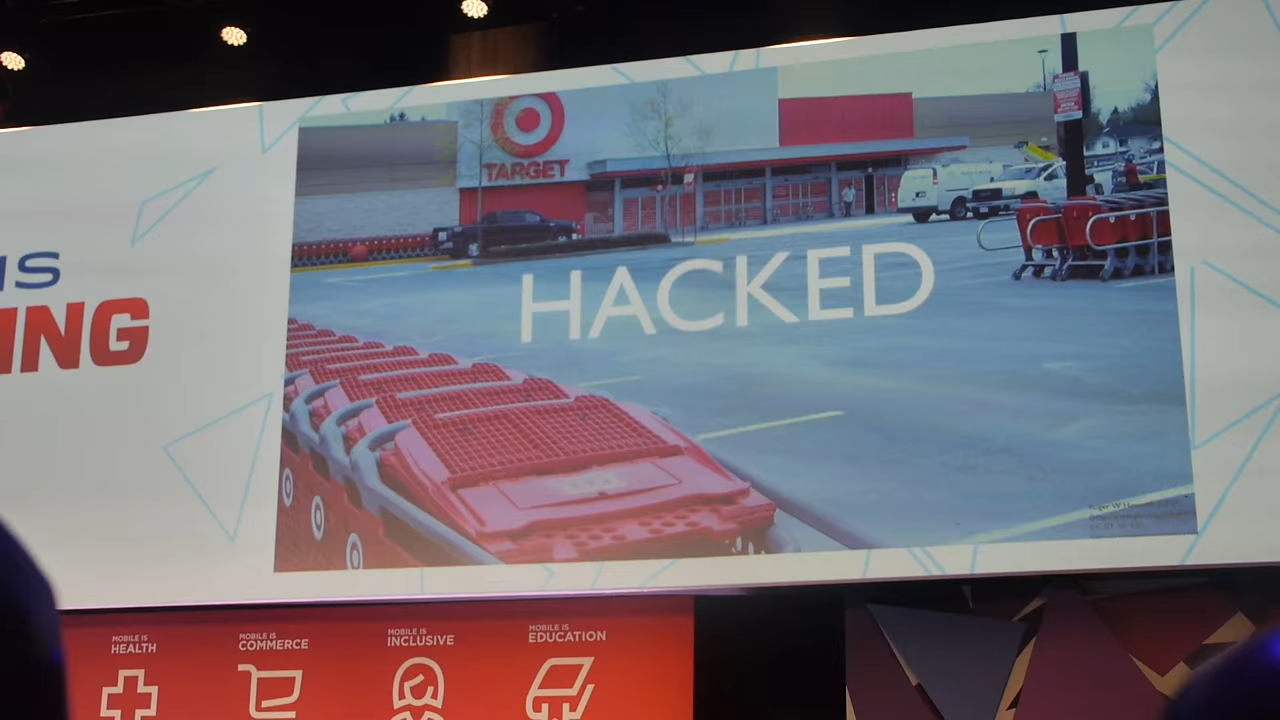 IS
ING
TARGET
HACKED
MOBILE IS
HEALTH
MOBILE IS
COMMERCE
MOBILE IS
INCLUSIVE
MOBILE IS
EDUCATION